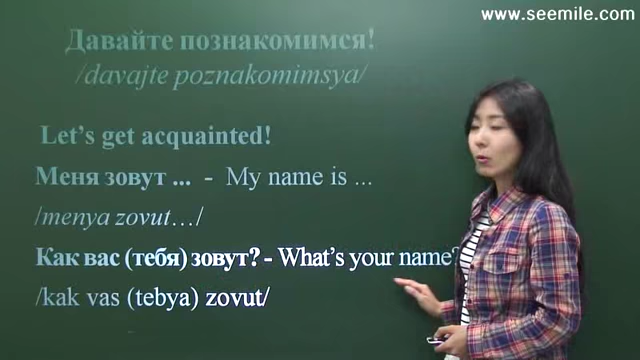 www.seemile.com
Давайте познакомимся!
/davajte poznakomimsya/
Let's get acquainted!
Меня зовут ... - My name is ...
/menya zovut.../
Как вас (тебя) зовут? - What's your name?
/kak vas (tebya) zovut/